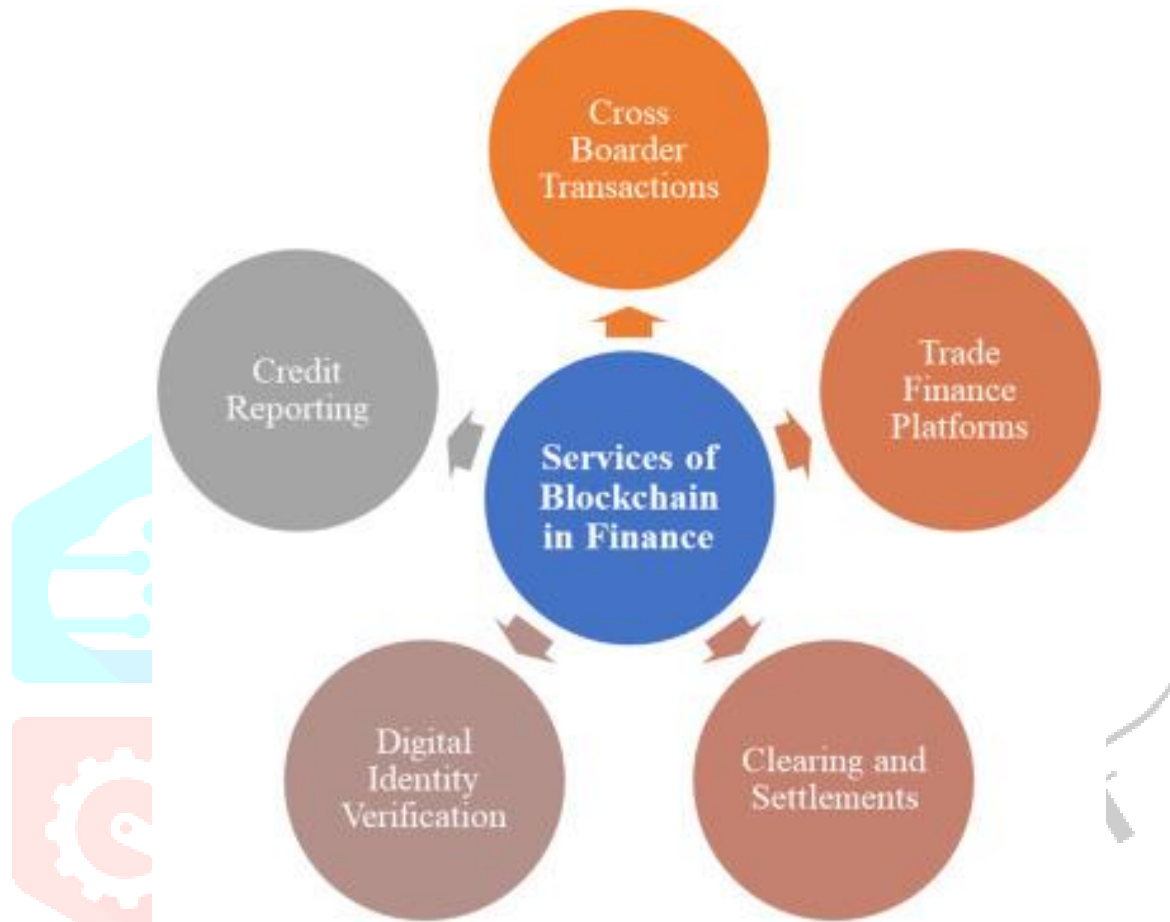 Cross
Boarder
Transactions
Trade
Finance
Platforms
Credit
Reporting
Services of
Blockchain
in Finance
Digital
Identity
Verification
Clearing and
Settlements